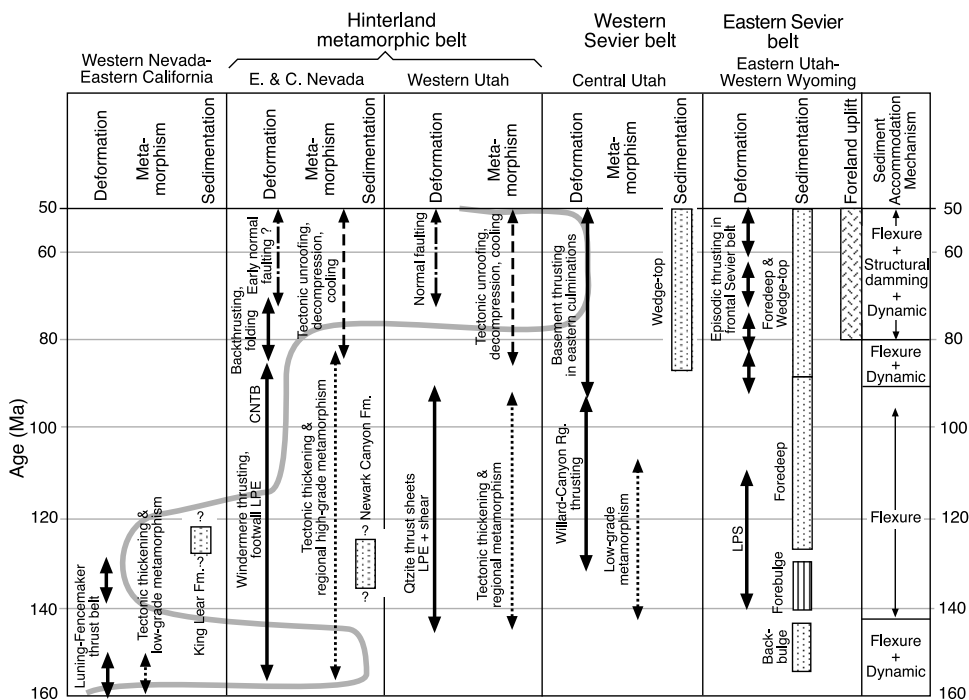 Hinterland
metamorphic belt
Western
Sevier belt
Eastern Sevier
belt
Western Nevada-
Eastern California
E. & C. Nevada
Western Utah
Central Utah
Eastern Utah-
Western Wyoming
Deformation
Meta-
morphism
Sedimentation
Deformation
Meta-
morphism
Sedimentation
Deformation
Meta-
morphism
Deformation
Meta-
morphism
Sedimentation
Deformation
Sedimentation
Foreland uplift
Sediment
Accommodation
Mechanism
Age (Ma)
50
60
80
100
120
140
160
50
60
80
100
120
140
160
Luning-Fencemaker
thrust belt
Tectonic thickening &
low-grade metamorphism
King Lear Fm.
?
?
Early normal
faulting ?
Backthrusting,
folding
CNTB
Windermere thrusting,
footwall LPE
Tectonic unroofing,
decompression,
cooling
Tectonic thickening &
regional high-grade metamorphism
Newark Canyon Fm.
?
?
Normal faulting
Qtzite thrust sheets
LPE + shear
Tectonic unroofing,
decompression, cooling
Tectonic thickening &
regional metamorphism
Basement thrusting
in eastern culminations
Willard-Canyon Rg.
thrusting
Low-grade
metamorphism
Wedge-top
Episodic thrusting in
frontal Sevier belt
LPS
Foredeep &
Wedge-top
Foredeep
Forebulge
Back-
bulge
Flexure
+
Structural
damming
+
Dynamic
Flexure
+
Dynamic
Flexure
Flexure
+
Dynamic